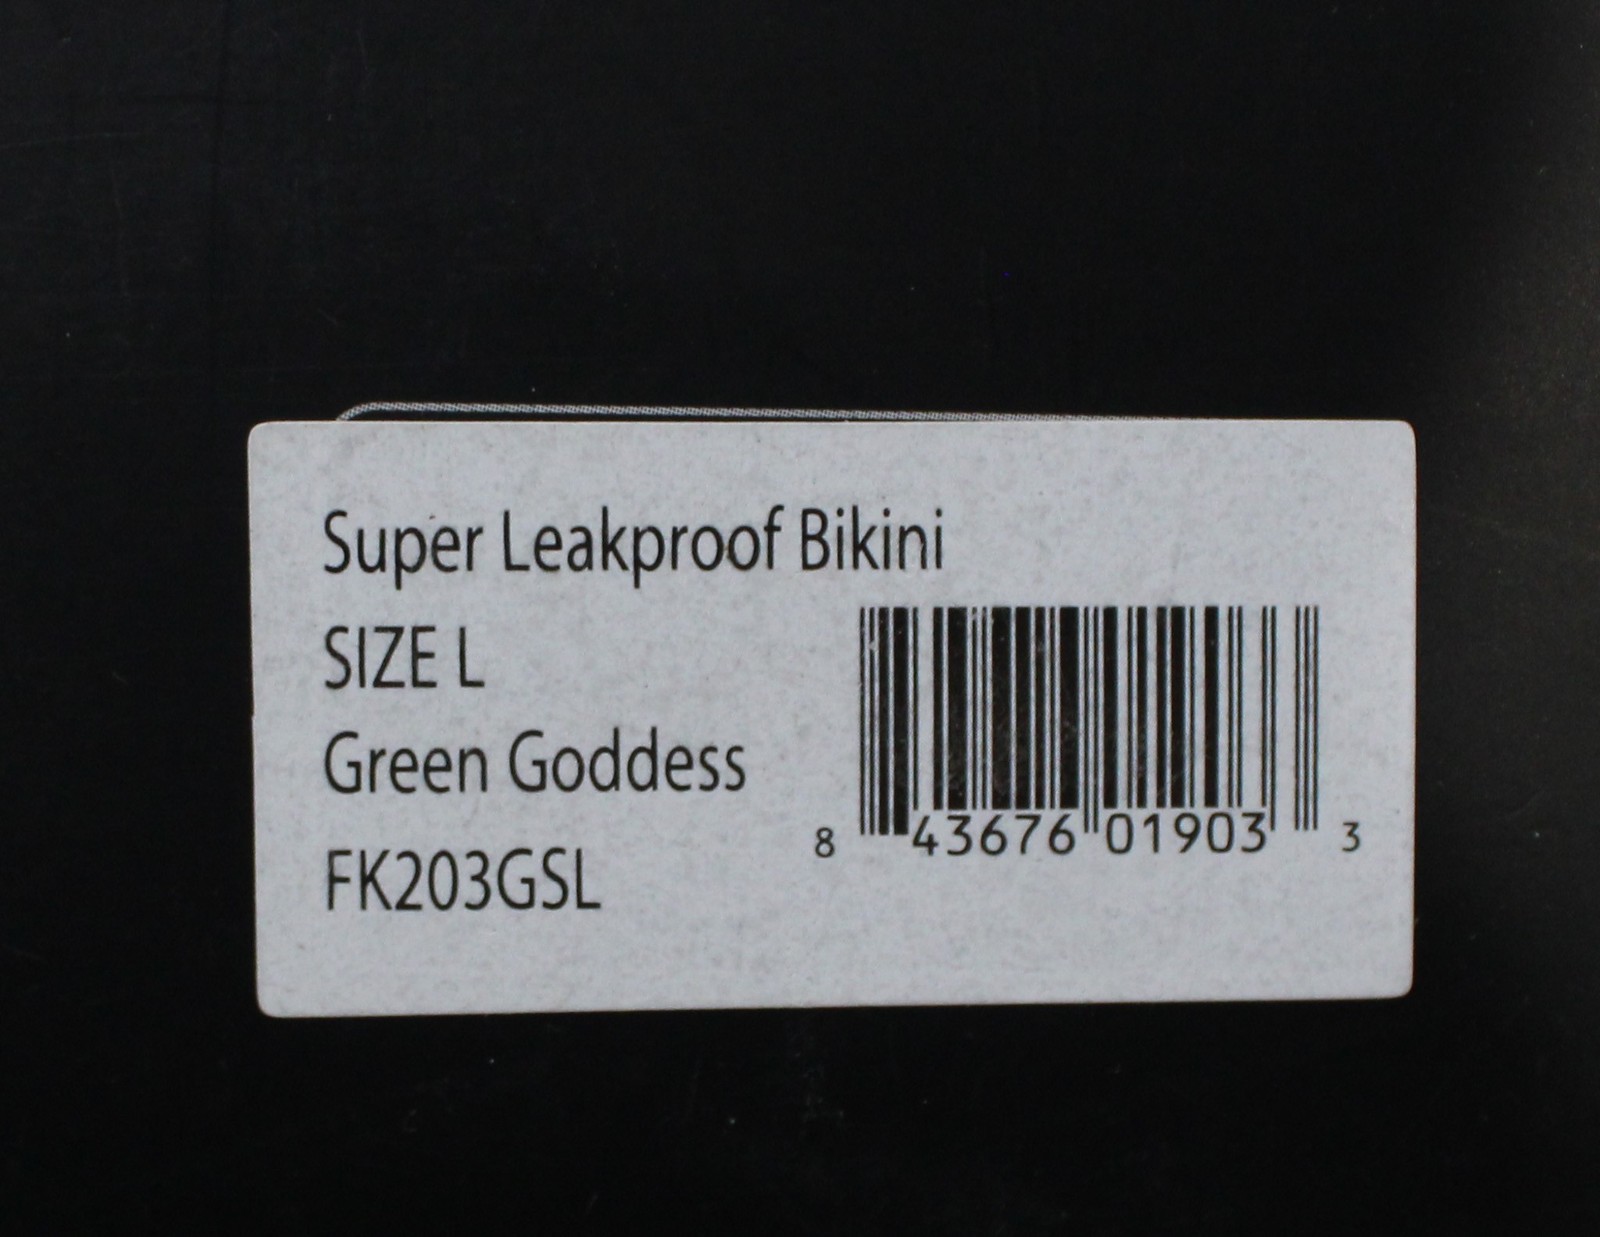 Super Leakproof Bikini
SIZE L
Green Goddess
FK203GSL
8 43676 01903 3